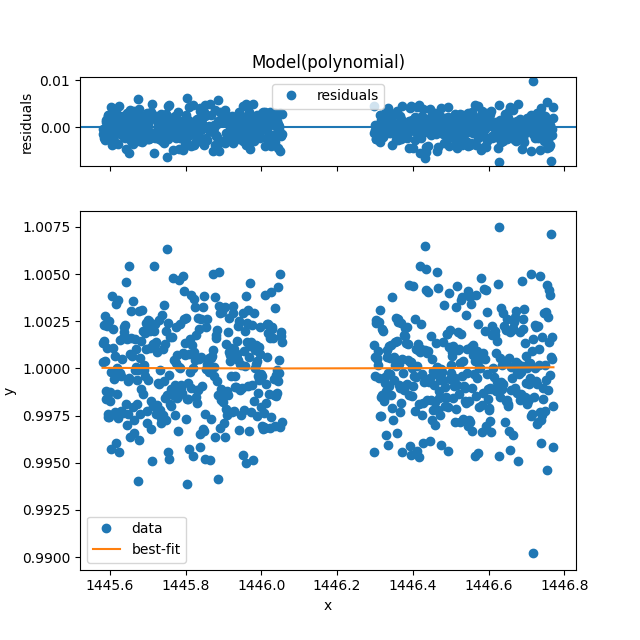 Model(polynomial)
0.01
0.00
residuals
residuals
1.0075
1.0050
1.0025
1.0000
0.9975
0.9950
0.9925
0.9900
y
data
best-fit
1445.6
1445.8
1446.0
1446.2
1446.4
1446.6
1446.8
x